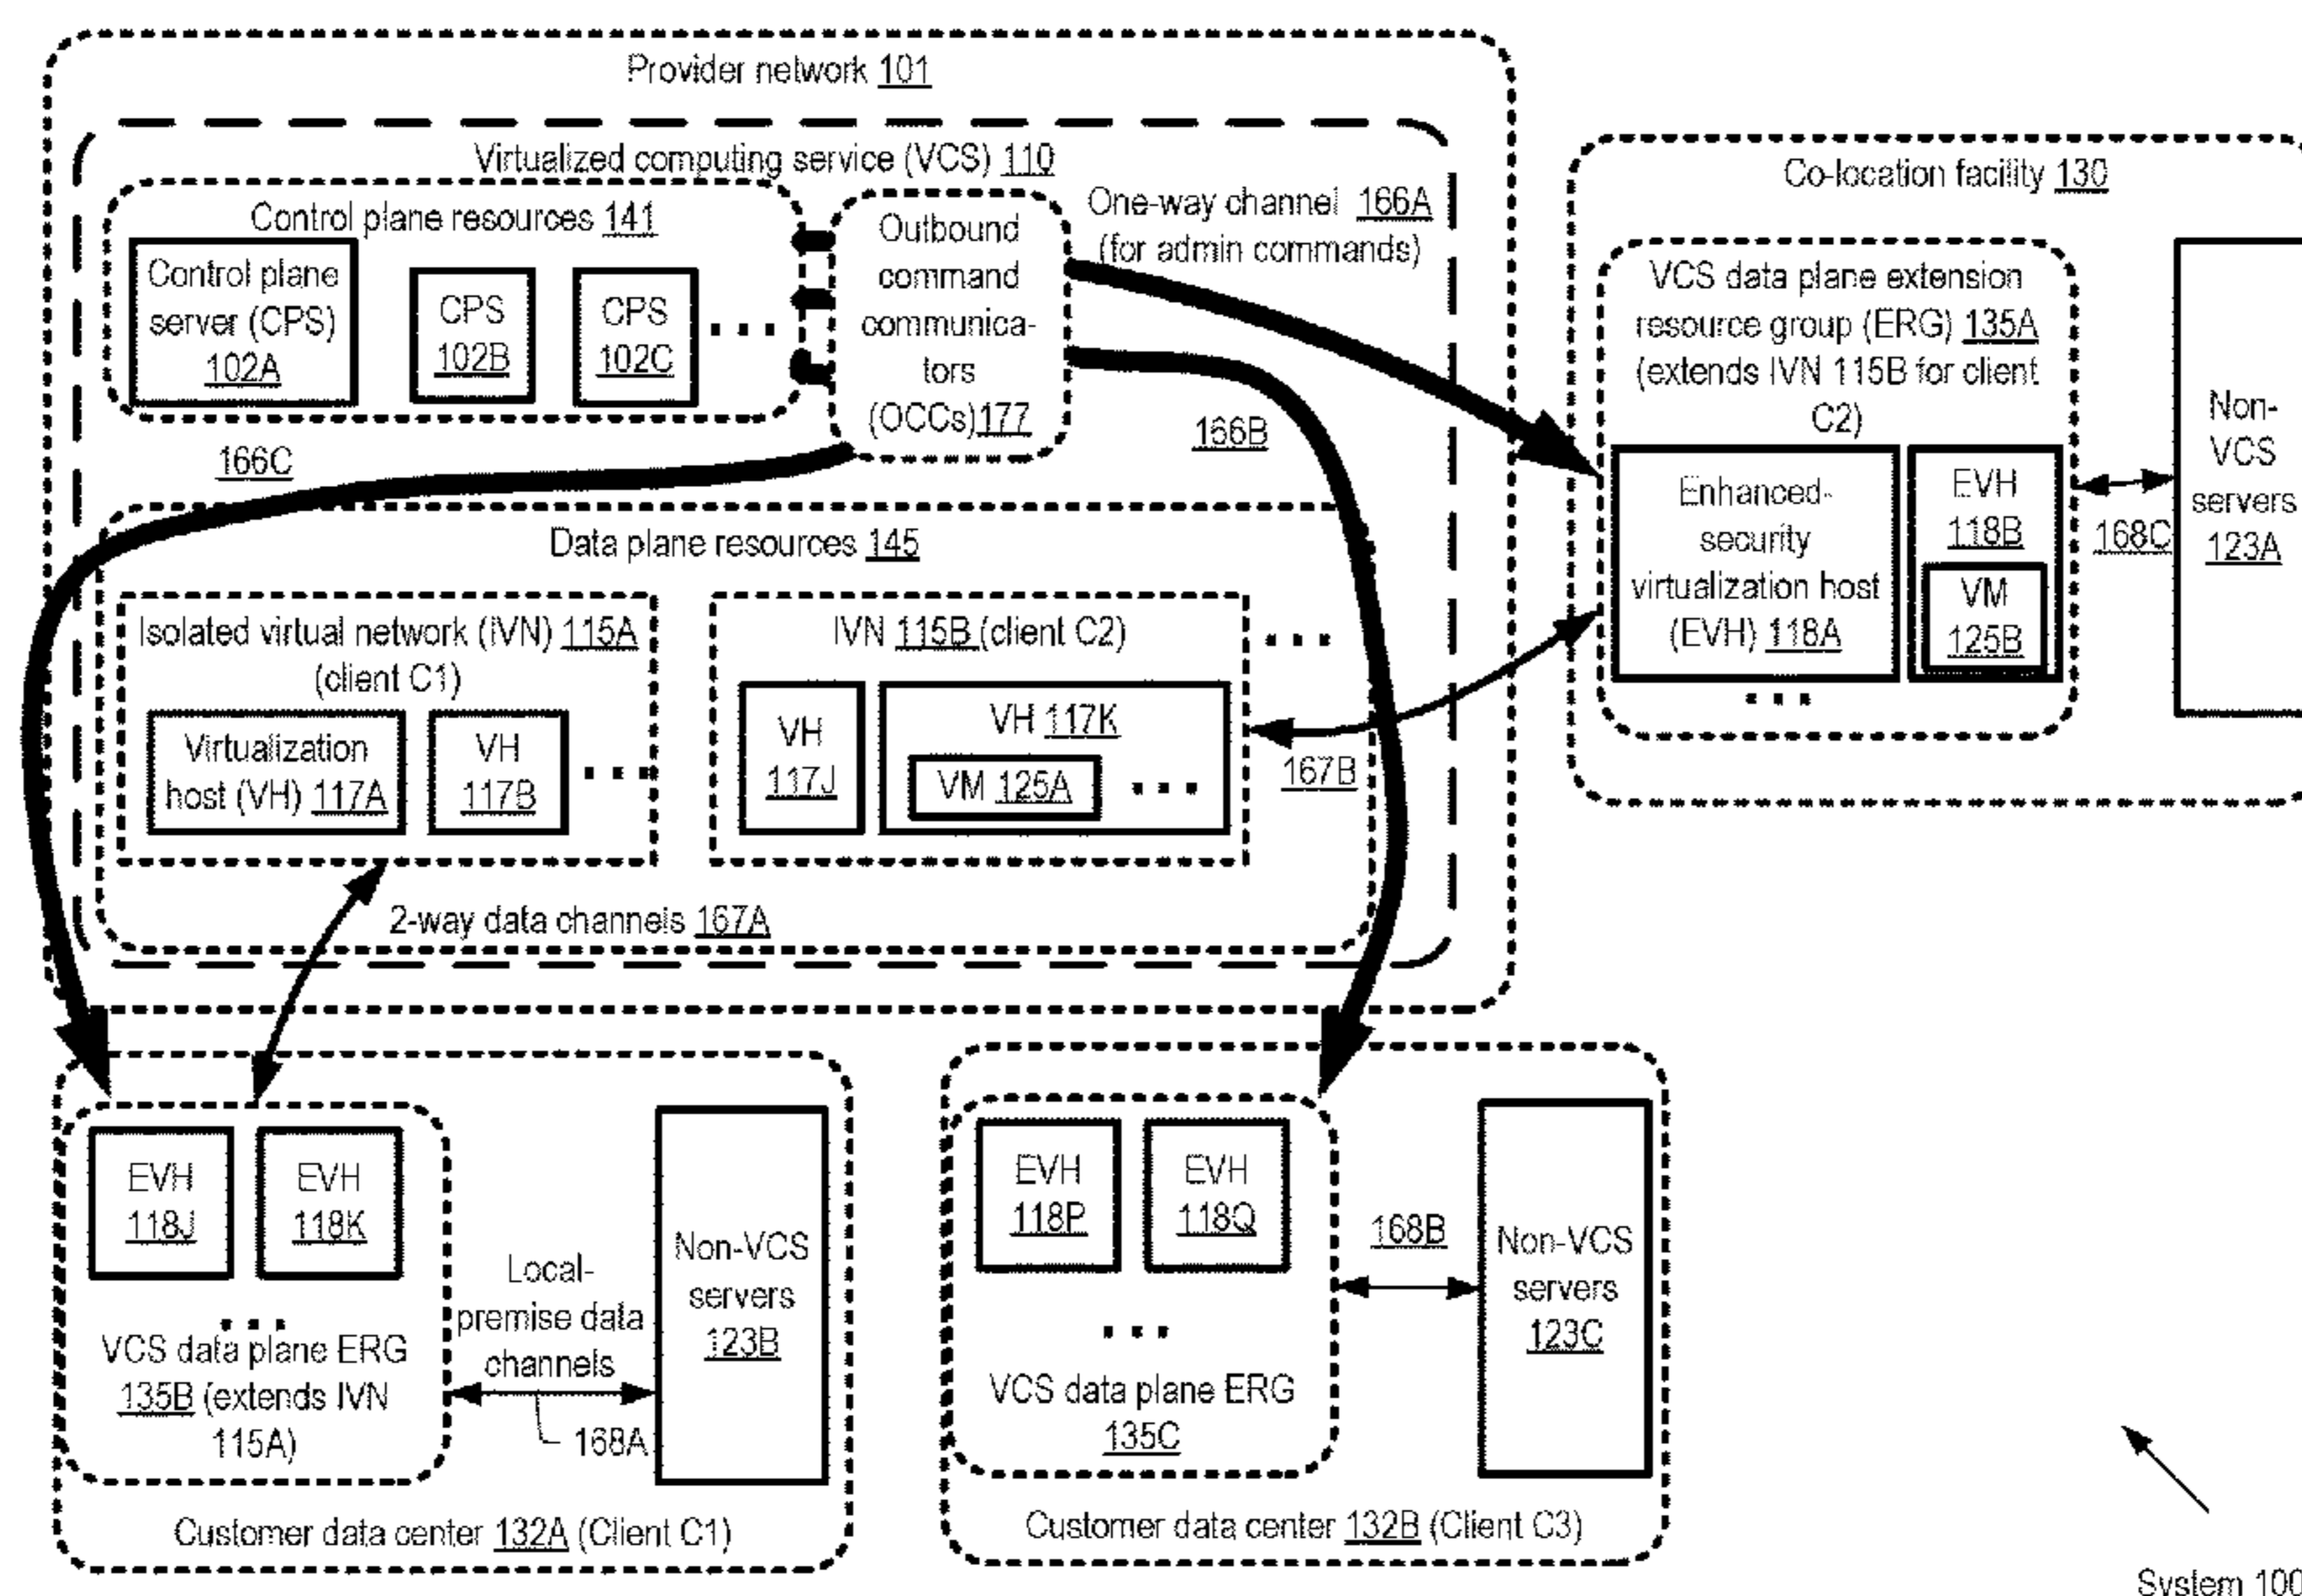 Provider network 101
Virtualized computing service (VCS) 110
Control plane resources 141
Control plane
server (CPS)
102A
CPS
102B
CPS
102C
...
Outbound
command
communica-
tors
(OCCs)177
One-way channel 166A
(for admin commands)
166B
166C
Data plane resources 145
Isolated virtual network (IVN) 115A
(client C1)
Virtualization
host (VH) 117A
VH
117B
...
IVN 115B (client C2)
VH
117J
VH 117K
VM 125A
...
...
167B
2-way data channels 167A
Co-location facility 130
VCS data plane extension
resource group (ERG) 135A
(extends IVN 115B for client
C2)
Enhanced-
security
virtualization host
(EVH) 118A
EVH
118B
VM
125B
...
168C
Non-
VCS
servers
123A
EVH
118J
EVH
118K
...
VCS data plane ERG
135B (extends IVN
115A)
Local-
premise data
channels
168A
Non-VCS
servers
123B
Customer data center 132A (Client C1)
EVH
118P
EVH
118Q
...
VCS data plane ERG
135C
168B
Non-VCS
servers
123C
Customer data center 132B (Client C3)
System 100